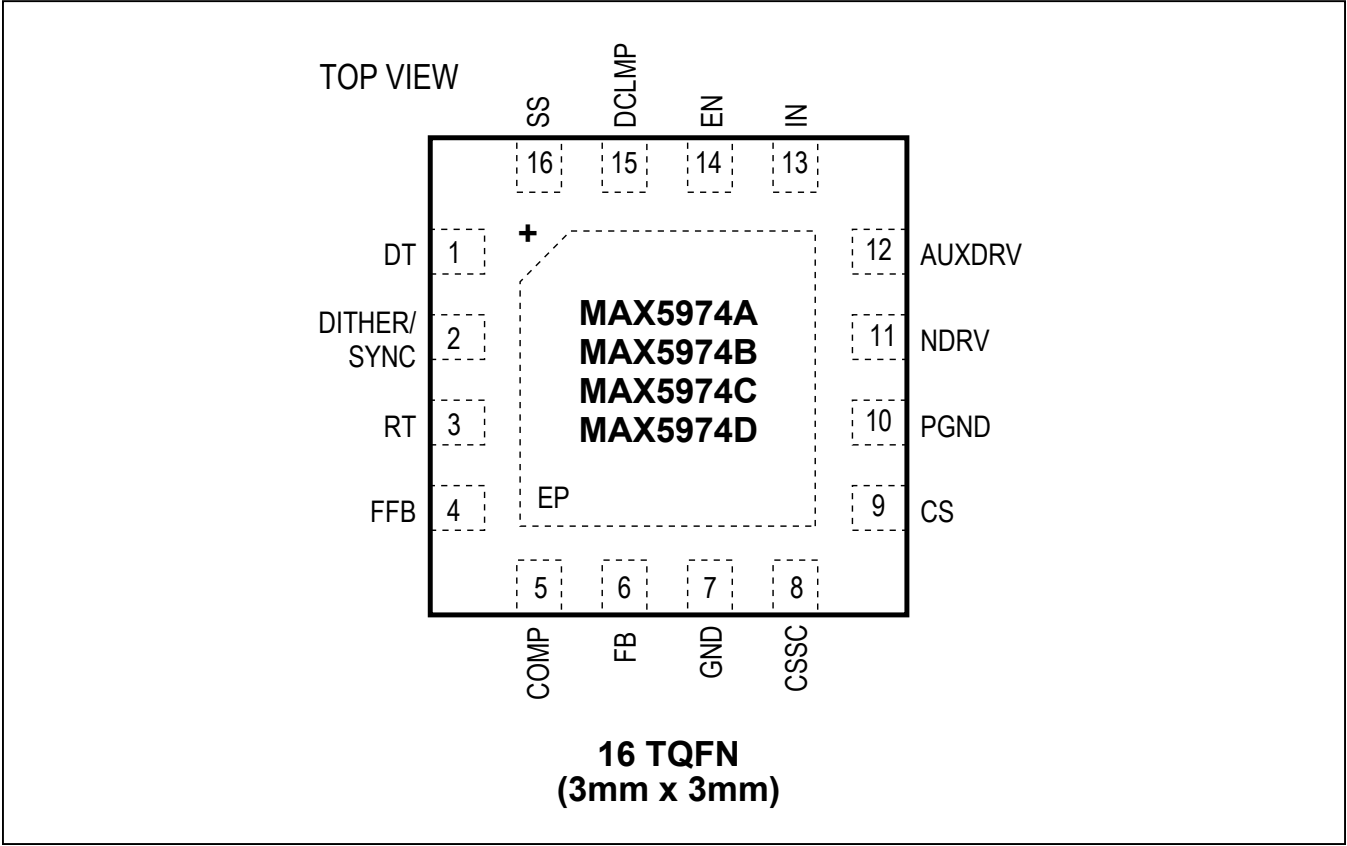 TOP VIEW
SS
DCLMP
EN
IN
16
15
14
13
DT
1
+
12
AUXDRV
DITHER/
SYNC
2
11
NDRV
MAX5974A
MAX5974B
MAX5974C
MAX5974D
RT
3
10
PGND
FFB
4
EP
9
CS
5
6
7
8
COMP
FB
GND
CSSC
16 TQFN
(3mm x 3mm)